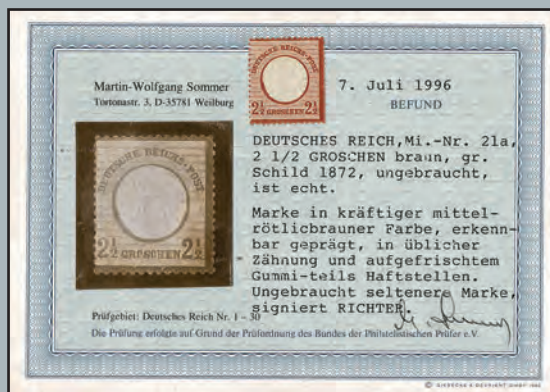 Martin-Wolfgang Sommer
Tortonastr. 3, D-35781 Weilburg
DEUTSCHE REICHS-POST
2½ GROSCHEN 2½
7. Juli 1996
BEFUND
DEUTSCHES REICH, Mi.-Nr. 21a,
2 1/2 GROSCHEN braun, gr.
Schild 1872, ungebraucht,
ist echt.
Marke in kräftiger mittel-
rötlicbrauner Farbe, erkenn-
bar geprägt, in üblicher
Zähnung und aufgefrischtem
Gummi-teils Haftstellen.
Ungebraucht seltenere Marke,
signiert RICHTER.
DEUTSCHE REICHS-POST
2½ GROSCHEN 2½
Prüfgebiet: Deutsches Reich Nr. 1 - 30
Die Prüfung erfolgte auf Grund der Prüfordnung des Bundes der Philatelistischen Prüfer e.V.